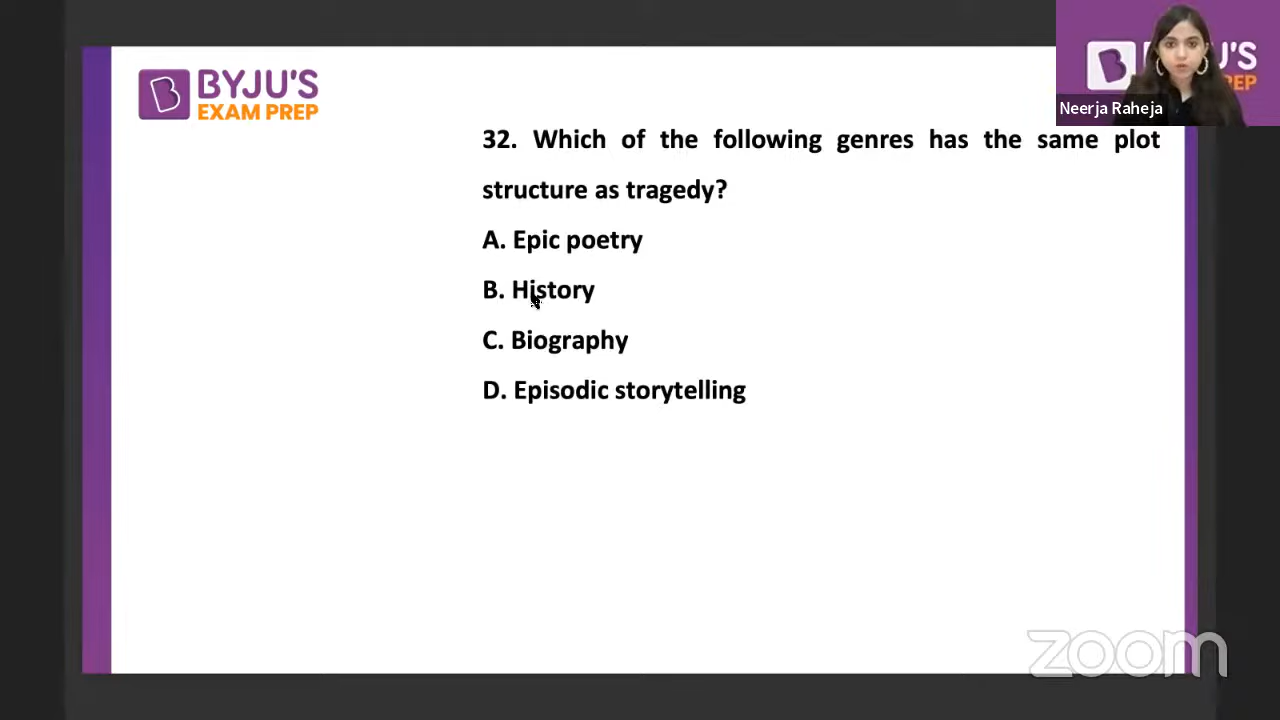 BYJU'S
EXAM PREP
Neerja Raheja
32. Which of the following genres has the same plot
structure as tragedy?
A. Epic poetry
B. History
C. Biography
D. Episodic storytelling
zoom